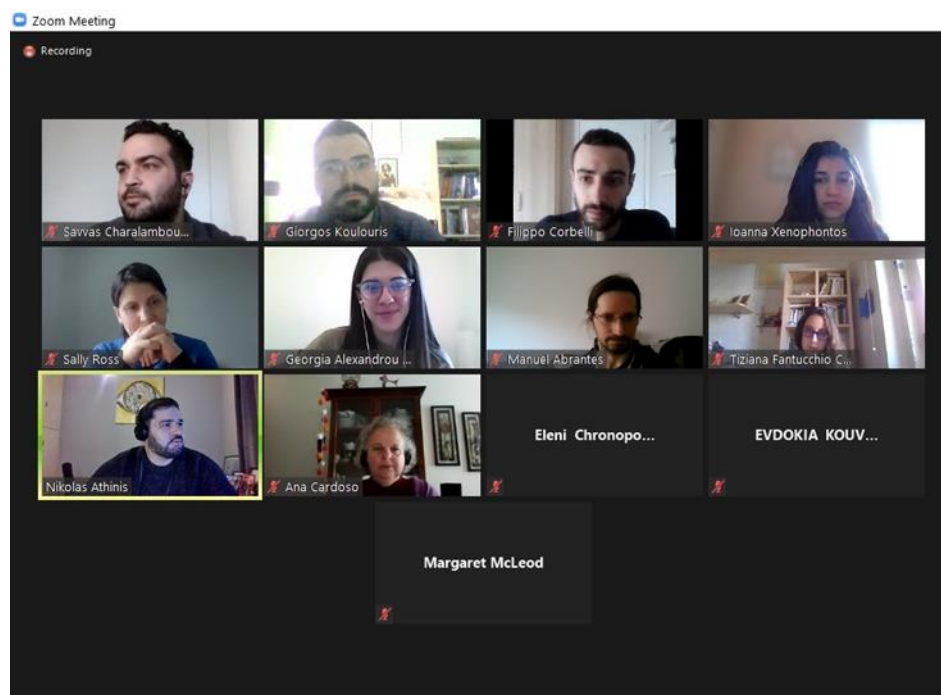 Zoom Meeting
Recording
Savvas Charalambou...
Giorgos Koulouris
Filippo Corbelli
Ioanna Xenophontos
Sally Ross
Georgia Alexandrou ...
Manuel Abrantes
Tiziana Fantucchio C...
Nikolas Athinis
Ana Cardoso
Eleni Chronopo...
EVDOKIA KOUV...
Margaret McLeod